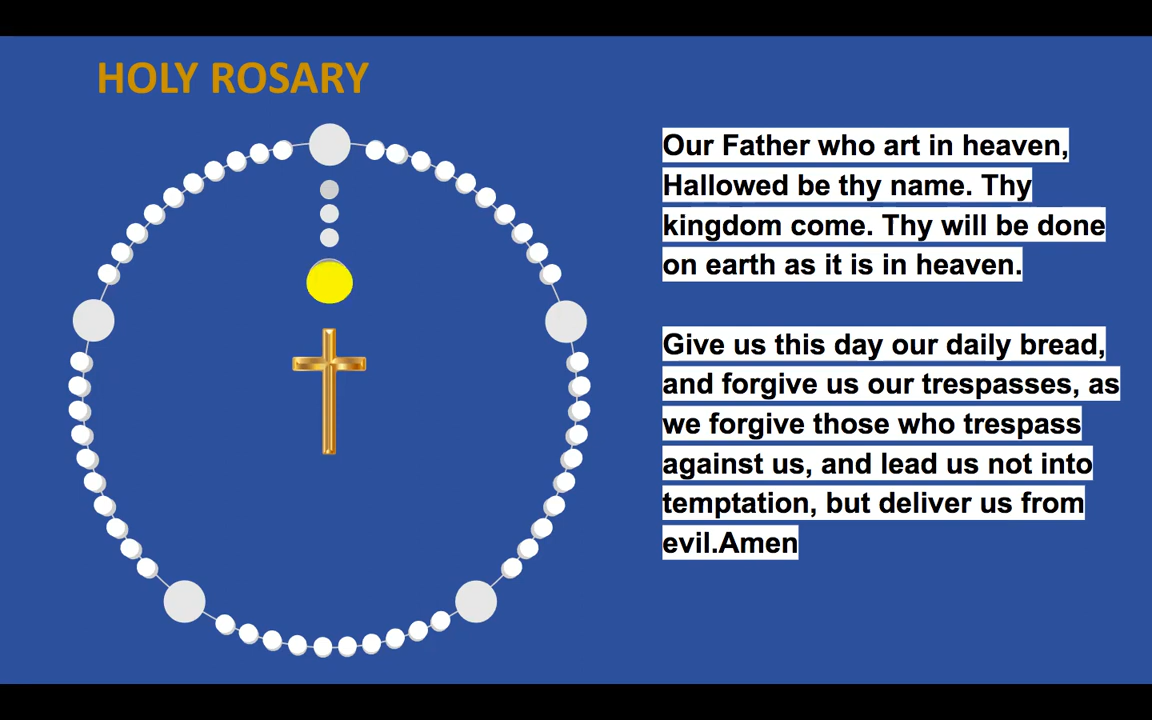 HOLY ROSARY
Our Father who art in heaven,
Hallowed be thy name. Thy
kingdom come. Thy will be done
on earth as it is in heaven.
Give us this day our daily bread,
and forgive us our trespasses, as
we forgive those who trespass
against us, and lead us not into
temptation, but deliver us from
evil.Amen